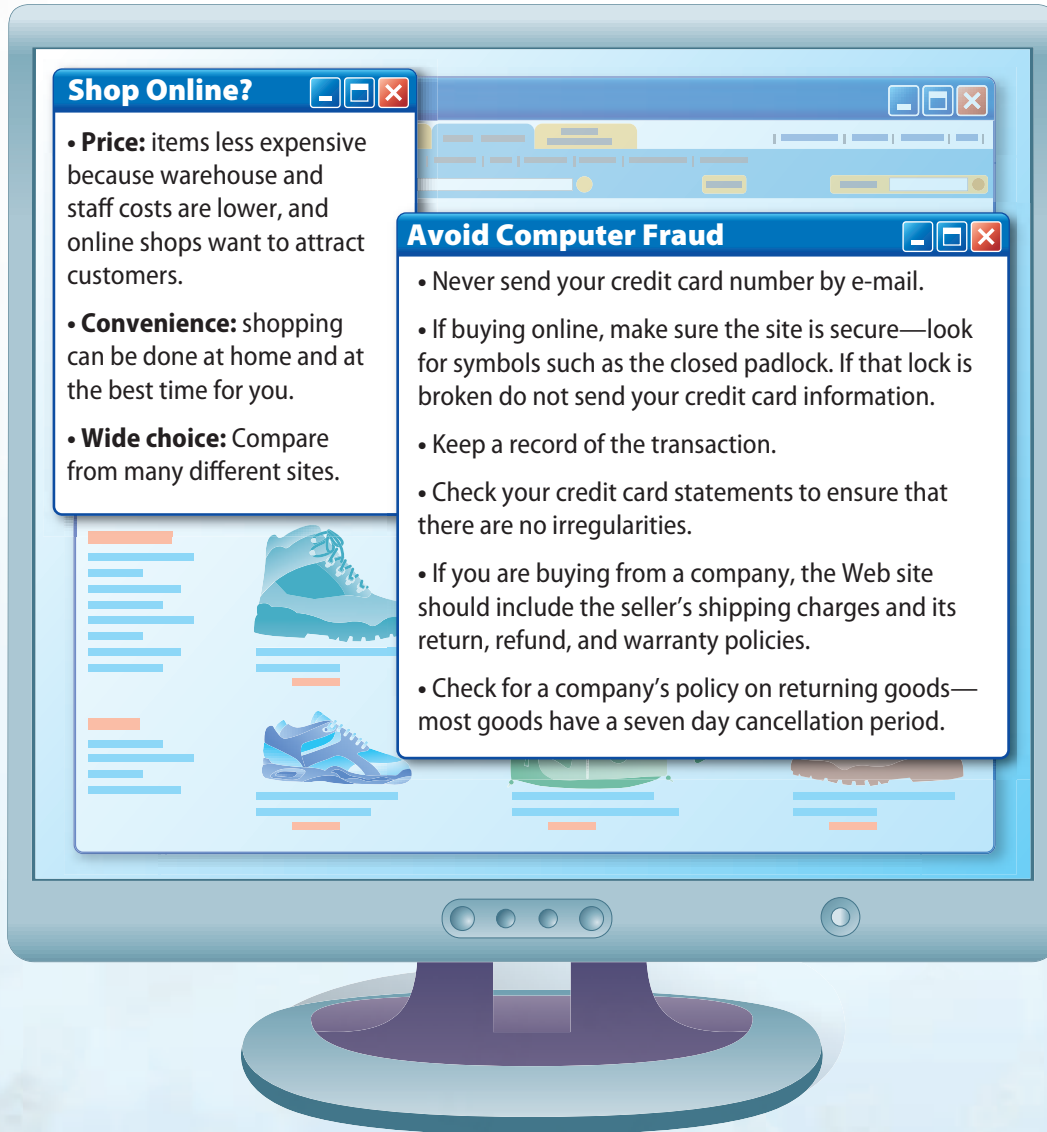 Shop Online?
• Price: items less expensive
because warehouse and
staff costs are lower, and
online shops want to attract
customers.
• Convenience: shopping
can be done at home and at
the best time for you.
• Wide choice: Compare
from many different sites.
Avoid Computer Fraud
• Never send your credit card number by e-mail.
• If buying online, make sure the site is secure—look
for symbols such as the closed padlock. If that lock is
broken do not send your credit card information.
• Keep a record of the transaction.
• Check your credit card statements to ensure that
there are no irregularities.
• If you are buying from a company, the Web site
should include the seller’s shipping charges and its
return, refund, and warranty policies.
• Check for a company’s policy on returning goods—
most goods have a seven day cancellation period.